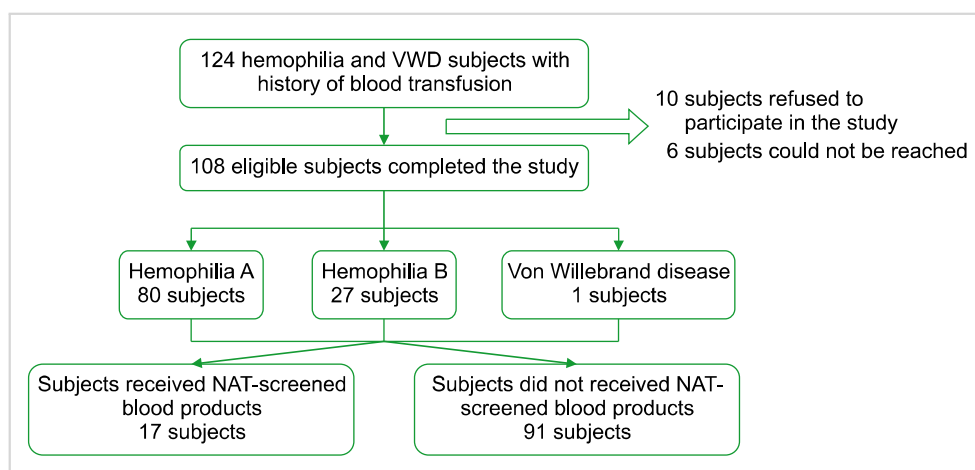 124 hemophilia and VWD subjects with
history of blood transfusion
10 subjects refused to
participate in the study
6 subjects could not be reached
108 eligible subjects completed the study
Hemophilia A
80 subjects
Hemophilia B
27 subjects
Von Willebrand disease
1 subjects
Subjects received NAT-screened
blood products
17 subjects
Subjects did not received NAT-
screened blood products
91 subjects